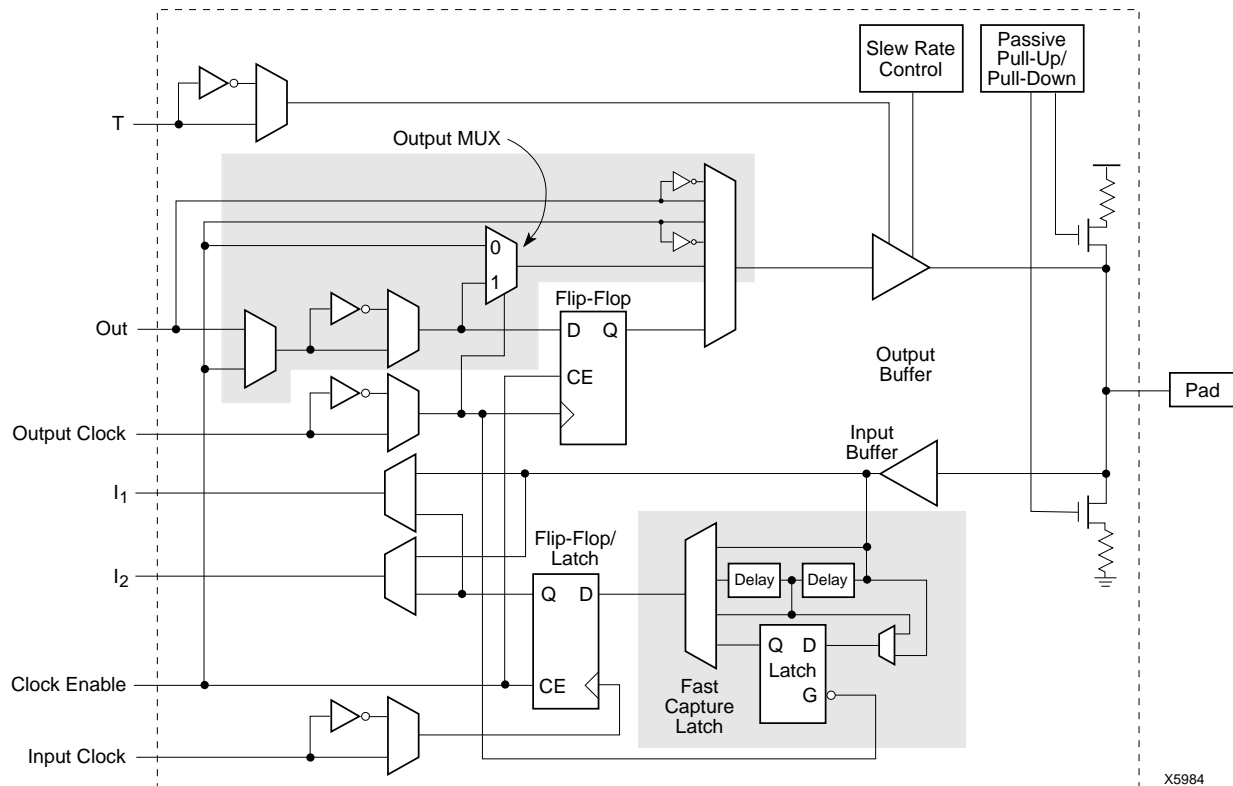 Slew Rate
Control
Passive
Pull-Up/
Pull-Down
T
Output MUX
0
1
Flip-Flop
D Q
CE
Out
Output
Buffer
Pad
Output Clock
Input
Buffer
I1
Flip-Flop/
Latch
I2
Delay
Delay
Q D
Q D
Latch
G
Clock Enable
CE
Fast
Capture
Latch
Input Clock
X5984